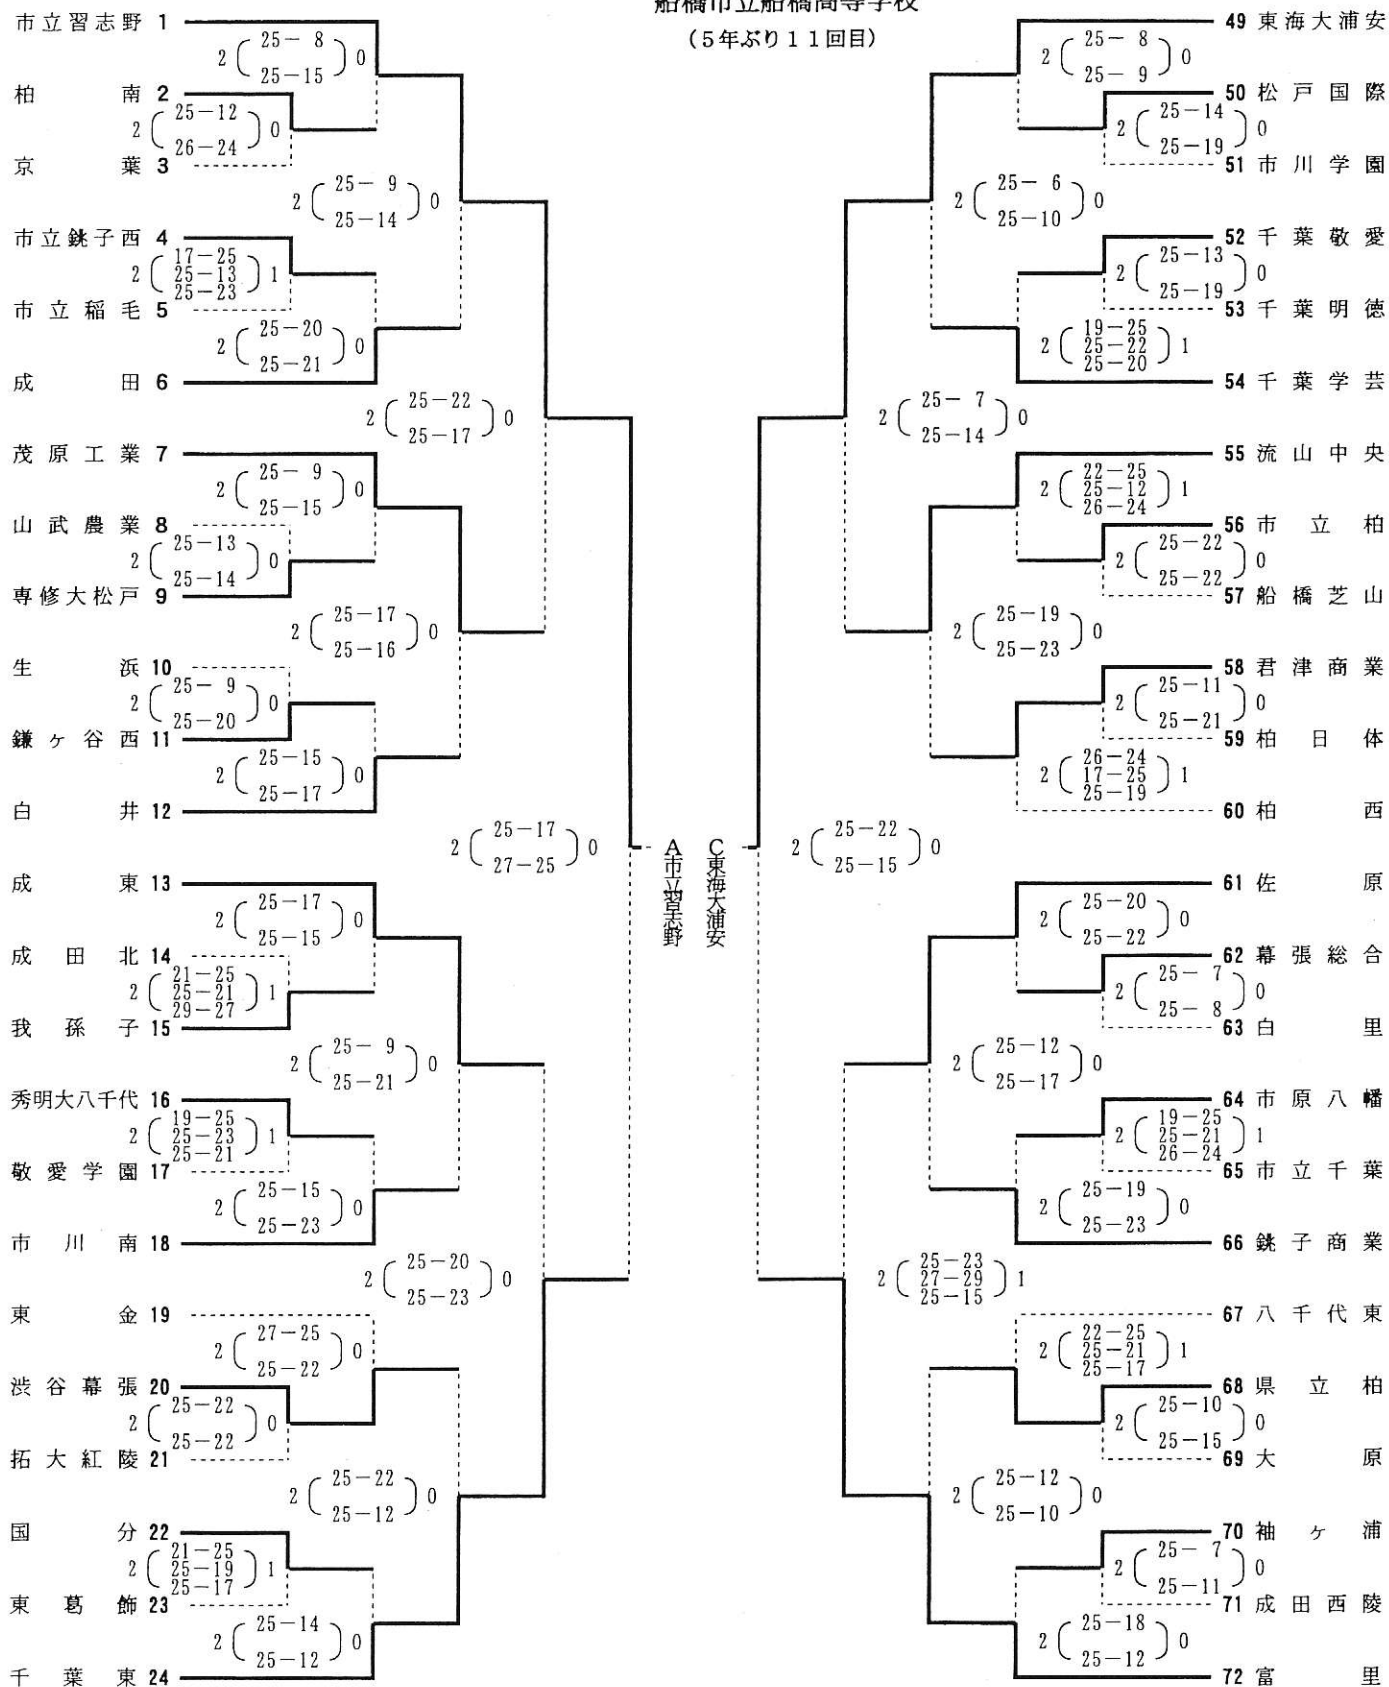 船橋市立船橋高等学校
(5年ぶり11回目)
市立習志野 1
2 (25-8 25-15) 0
柏南 2
2 (25-12 26-24) 0
京葉 3
2 (25-9 25-14) 0
市立銚子西 4
2 (17-25 25-13 25-23) 1
市立稲毛 5
2 (25-20 25-21) 0
成田 6
2 (25-22 25-17) 0
茂原工業 7
2 (25-9 25-15) 0
山武農業 8
2 (25-13 25-14) 0
専修大松戸 9
2 (25-17 25-16) 0
生浜 10
2 (25-9 25-20) 0
鎌ヶ谷西 11
2 (25-15 25-17) 0
白井 12
2 (25-17 27-25) 0
成東 13
2 (25-17 25-15) 0
成田北 14
2 (21-25 25-21 29-27) 1
我孫子 15
2 (25-9 25-21) 0
秀明大八千代 16
2 (19-25 25-23 25-21) 1
敬愛学園 17
2 (25-15 25-23) 0
市川南 18
2 (25-20 25-23) 0
東金 19
2 (27-25 25-22) 0
渋谷幕張 20
2 (25-22 25-22) 0
拓大紅陵 21
2 (25-22 25-12) 0
国分 22
2 (21-25 25-19 25-17) 1
東葛飾 23
2 (25-14 25-12) 0
千葉東 24
A 市立習志野
C 東海大浦安
49 東海大浦安
2 (25-8 25-9) 0
50 松戸国際
2 (25-14 25-19) 0
51 市川学園
2 (25-6 25-10) 0
52 千葉敬愛
2 (25-13 25-19) 0
53 千葉明徳
2 (19-25 25-22 25-20) 1
54 千葉学芸
2 (25-7 25-14) 0
55 流山中央
2 (22-25 25-12 26-24) 1
56 市立柏
2 (25-22 25-22) 0
57 船橋芝山
2 (25-19 25-23) 0
58 君津商業
2 (25-11 25-21) 0
59 柏日体
2 (26-24 17-25 25-19) 1
60 柏西
2 (25-22 25-15) 0
61 佐原
2 (25-20 25-22) 0
62 幕張総合
2 (25-7 25-8) 0
63 白里
2 (25-12 25-17) 0
64 市原八幡
2 (19-25 25-21 26-24) 1
65 市立千葉
2 (25-19 25-23) 0
66 銚子商業
2 (25-23 27-29 25-15) 1
67 八千代東
2 (22-25 25-21 25-17) 1
68 県立柏
2 (25-10 25-15) 0
69 大原
2 (25-12 25-10) 0
70 袖ヶ浦
2 (25-7 25-11) 0
71 成田西陵
2 (25-18 25-12) 0
72 富里